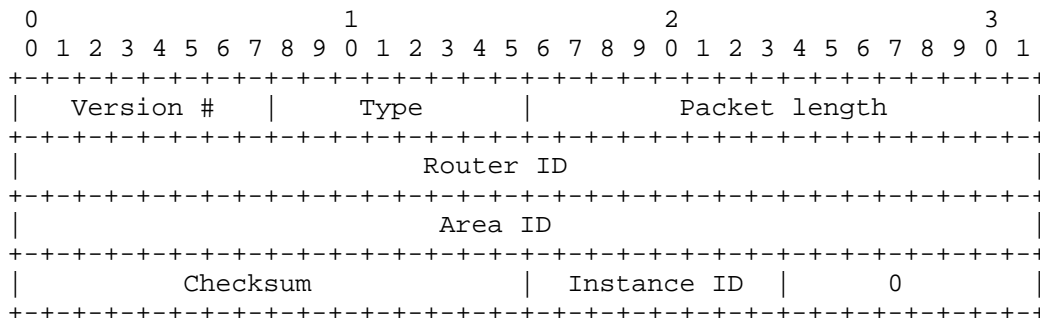 0                   1                   2                   3
 0 1 2 3 4 5 6 7 8 9 0 1 2 3 4 5 6 7 8 9 0 1 2 3 4 5 6 7 8 9 0 1
+-+-+-+-+-+-+-+-+-+-+-+-+-+-+-+-+-+-+-+-+-+-+-+-+-+-+-+-+-+-+-+-+
|   Version #   |     Type      |         Packet length         |
+-+-+-+-+-+-+-+-+-+-+-+-+-+-+-+-+-+-+-+-+-+-+-+-+-+-+-+-+-+-+-+-+
|                         Router ID                             |
+-+-+-+-+-+-+-+-+-+-+-+-+-+-+-+-+-+-+-+-+-+-+-+-+-+-+-+-+-+-+-+-+
|                          Area ID                              |
+-+-+-+-+-+-+-+-+-+-+-+-+-+-+-+-+-+-+-+-+-+-+-+-+-+-+-+-+-+-+-+-+
|          Checksum             |  Instance ID  |      0        |
+-+-+-+-+-+-+-+-+-+-+-+-+-+-+-+-+-+-+-+-+-+-+-+-+-+-+-+-+-+-+-+-+